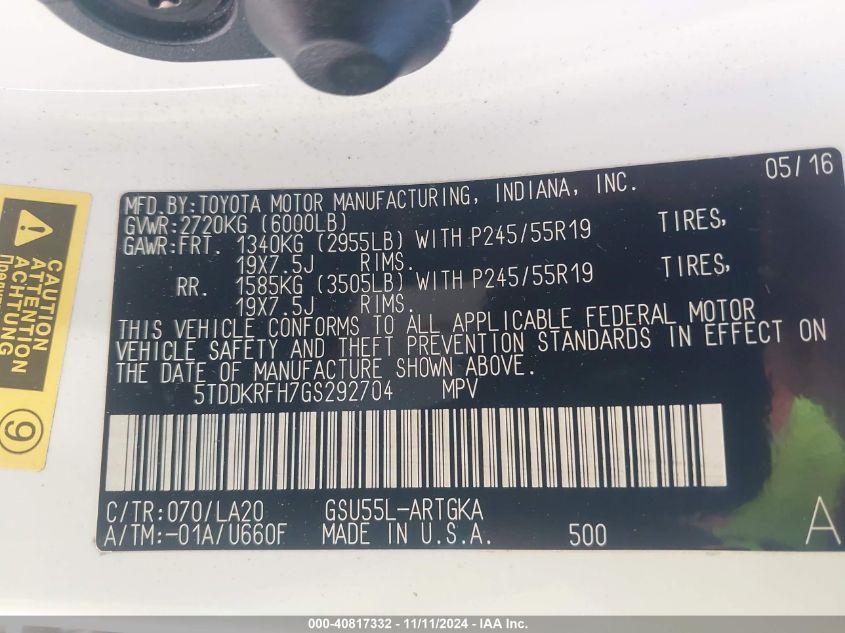 05/16
MFD.BY:TOYOTA MOTOR MANUFACTURING, INDIANA, INC.
GVWR:2720KG (6000LB)
GAWR:FRT. 1340KG (2955LB) WITH P245/55R19 TIRES,
19X7.5J RIMS.
RR. 1585KG (3505LB) WITH P245/55R19 TIRES,
19X7.5J RIMS.
THIS VEHICLE CONFORMS TO ALL APPLICABLE FEDERAL MOTOR
VEHICLE SAFETY AND THEFT PREVENTION STANDARDS IN EFFECT ON
THE DATE OF MANUFACTURE SHOWN ABOVE.
5TDDKRFH7GS292704 MPV
C/TR:070/LA20 GSU55L-ARTGKA
A/TM:-01A/U660F MADE IN U.S.A. 500 A
CAUTION
ATTENTION
ACHTUNG
9
000-40817332 - 11/11/2024 - IAAI.com